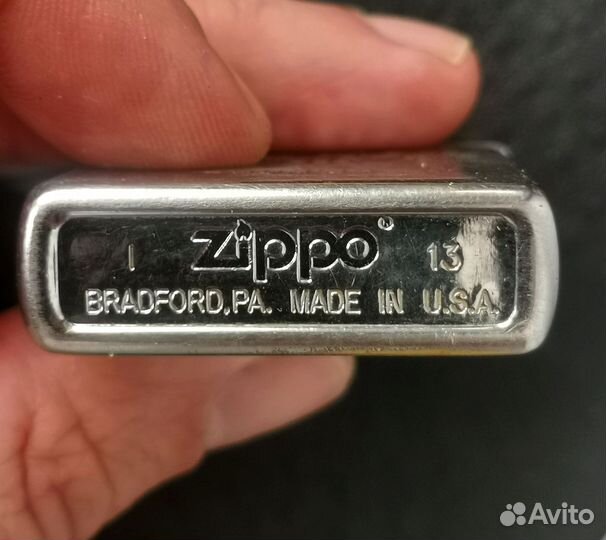 I Zippo ® 13
BRADFORD, PA. MADE IN U.S.A.
Avito